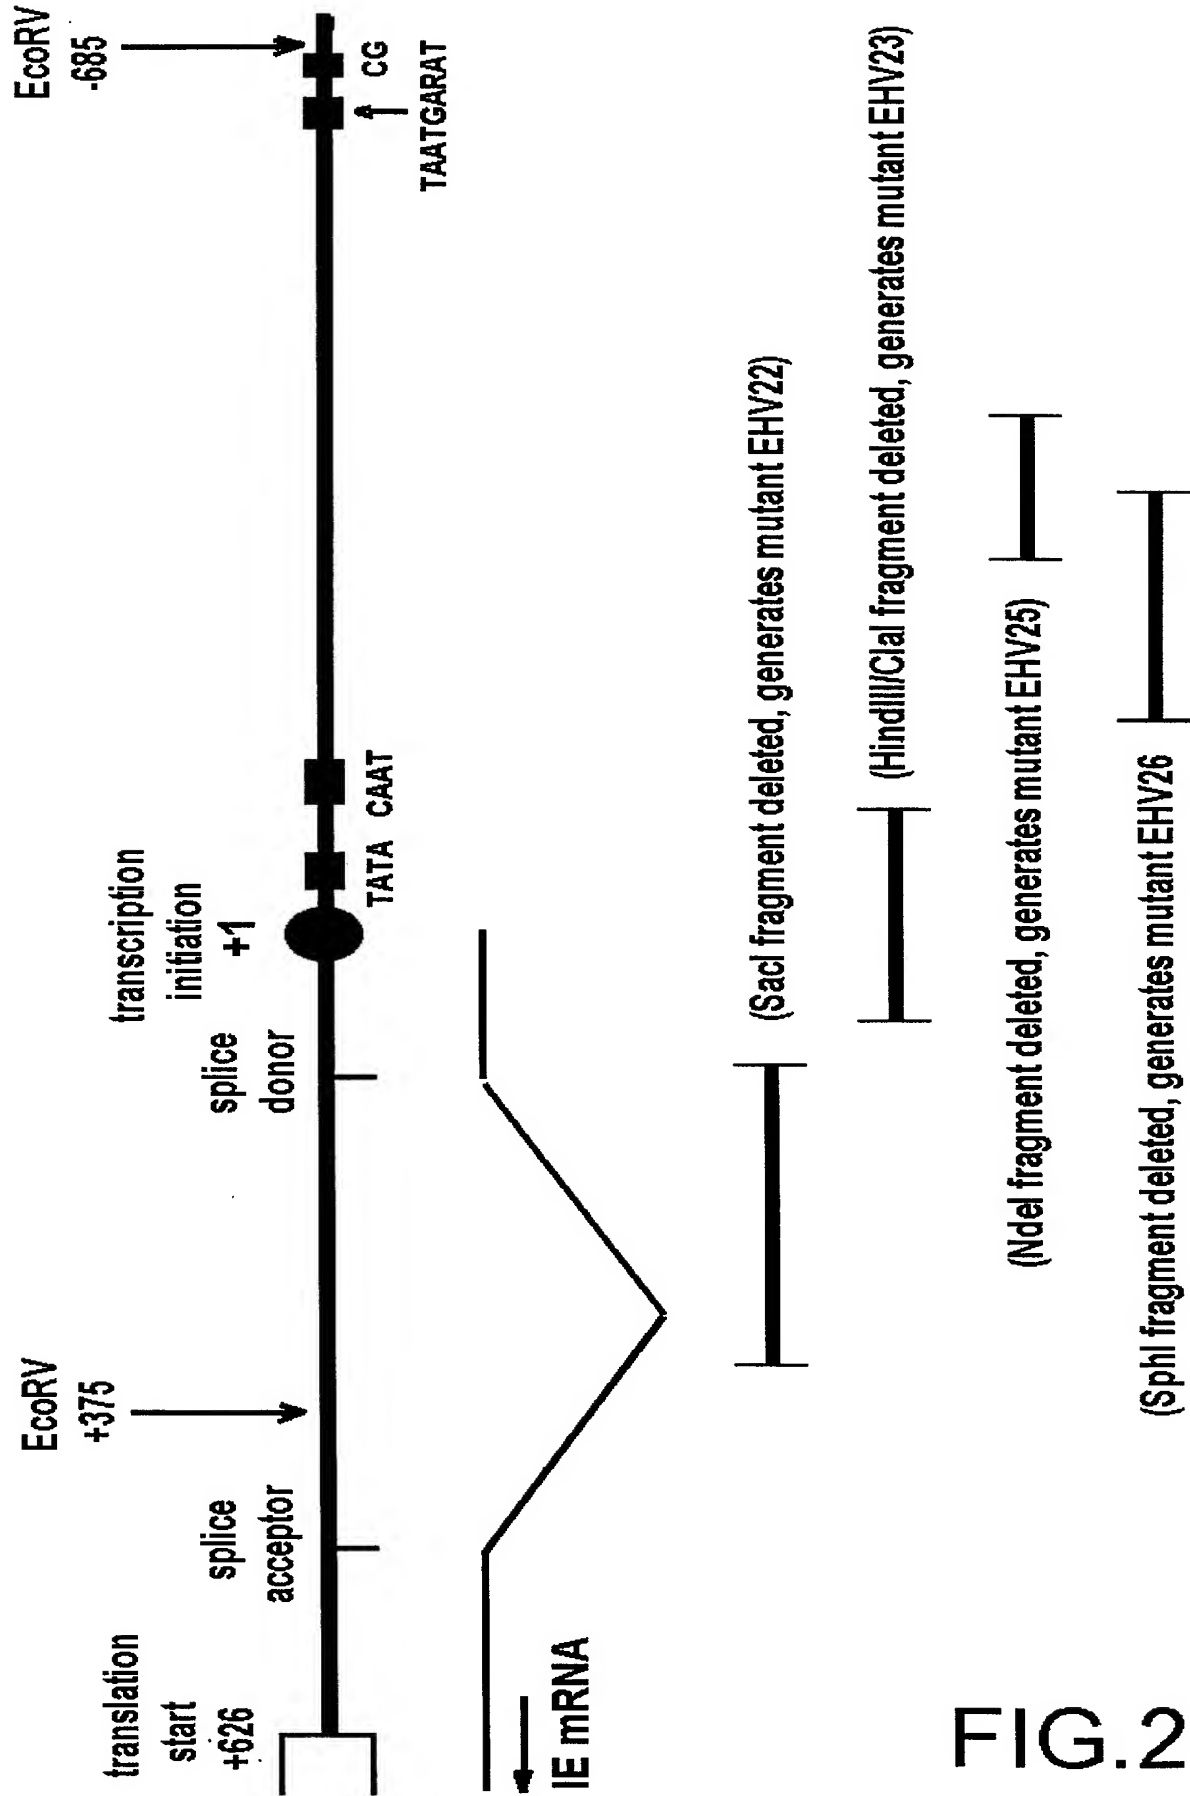 EcoRV
-685
CG
TAATGARAT
transcription
initiation
+1
TATA CAAT
splice
donor
EcoRV
+375
splice
acceptor
translation
start
+626
IE mRNA
(SacI fragment deleted, generates mutant EHV22)
(HindIII/ClaI fragment deleted, generates mutant EHV23)
(NdeI fragment deleted, generates mutant EHV25)
(SphI fragment deleted, generates mutant EHV26
FIG.2